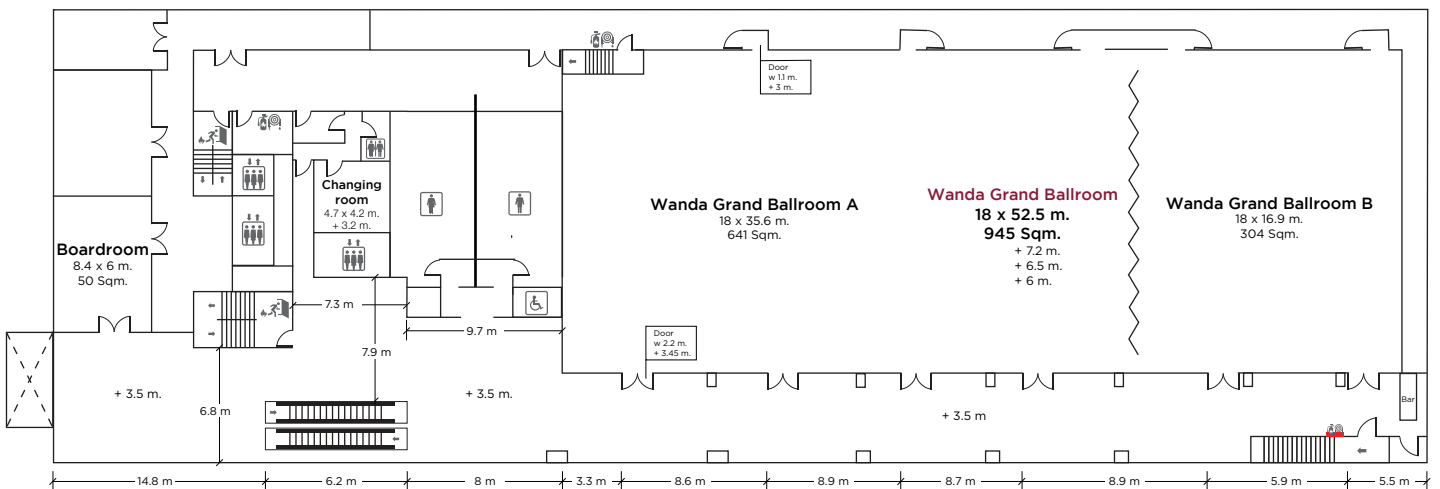 Door
w 1.1 m.
+ 3 m.
Changing
room
4.7 x 4.2 m.
+ 3.2 m.
Boardroom
8.4 x 6 m.
50 Sqm.
Wanda Grand Ballroom A
18 x 35.6 m.
641 Sqm.
Wanda Grand Ballroom
18 x 52.5 m.
945 Sqm.
+ 7.2 m.
+ 6.5 m.
+ 6 m.
Wanda Grand Ballroom B
18 x 16.9 m.
304 Sqm.
7.3 m
9.7 m
7.9 m
Door
w 2.2 m.
+ 3.45 m.
+ 3.5 m.
6.8 m
+ 3.5 m.
+ 3.5 m
Bar
14.8 m
6.2 m
8 m
3.3 m
8.6 m
8.9 m
8.7 m
8.9 m
5.9 m
5.5 m